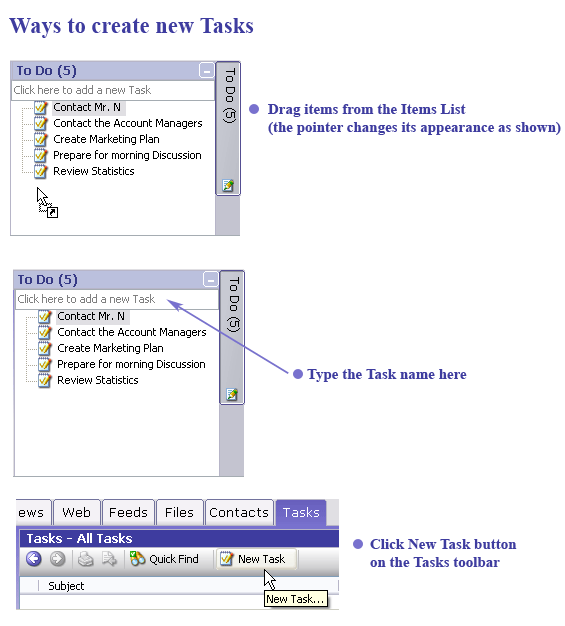 Ways to create new Tasks
To Do (5)
Click here to add a new Task
Contact Mr. N
Contact the Account Managers
Create Marketing Plan
Prepare for morning Discussion
Review Statistics
To Do (5)
Drag items from the Items List
(the pointer changes its appearance as shown)
To Do (5)
Click here to add a new Task
Contact Mr. N
Contact the Account Managers
Create Marketing Plan
Prepare for morning Discussion
Review Statistics
To Do (5)
Type the Task name here
ews Web Feeds Files Contacts Tasks
Tasks - All Tasks
Quick Find New Task
Subject
New Task...
Click New Task button
on the Tasks toolbar